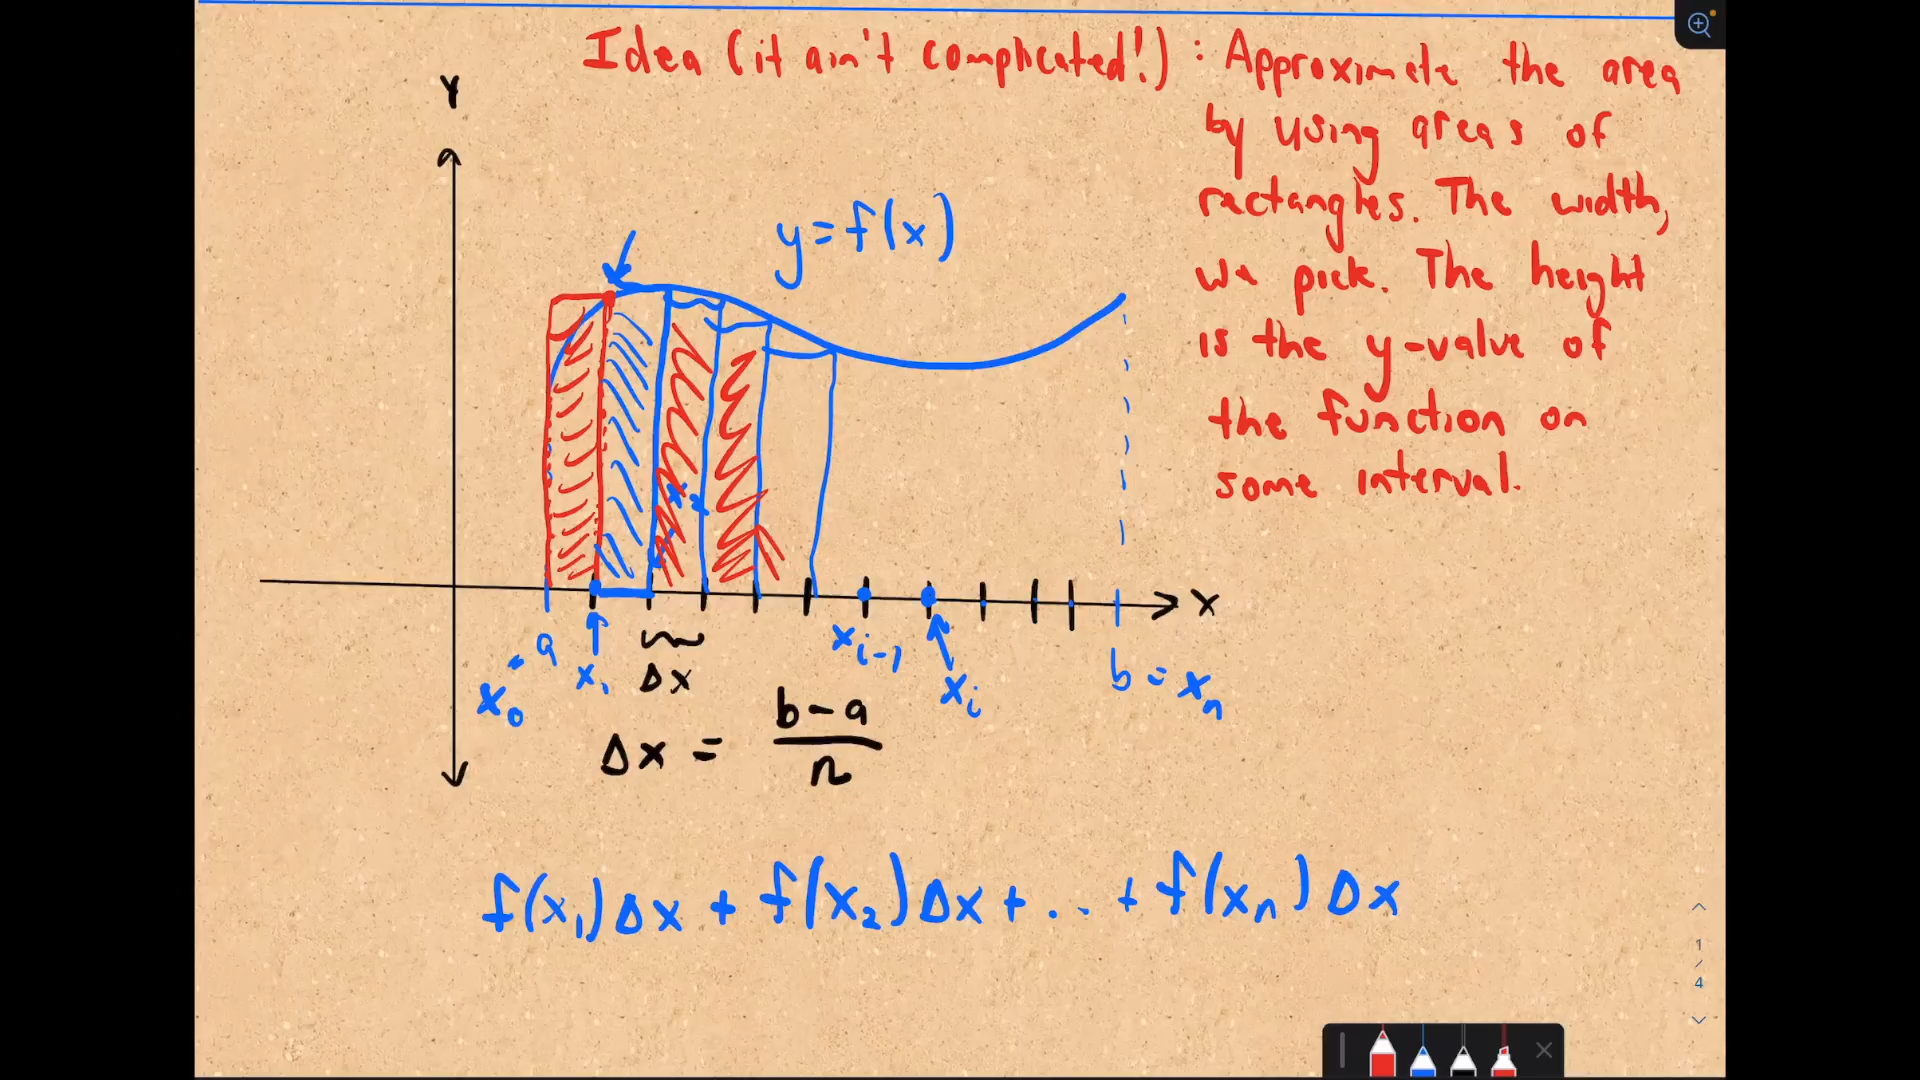 Idea (it ain't complicated!) : Approximate the area
by using areas of
rectangles. The width,
we pick. The height
is the y-value of
the function on
some interval.
Y
y = f(x)
x₂
X
x₀ = a
x₁
Δx
xᵢ₋₁
xᵢ
b = xₙ
Δx = (b-a)/n
f(x₁)Δx + f(x₂)Δx + ... + f(xₙ)Δx
1
/
4